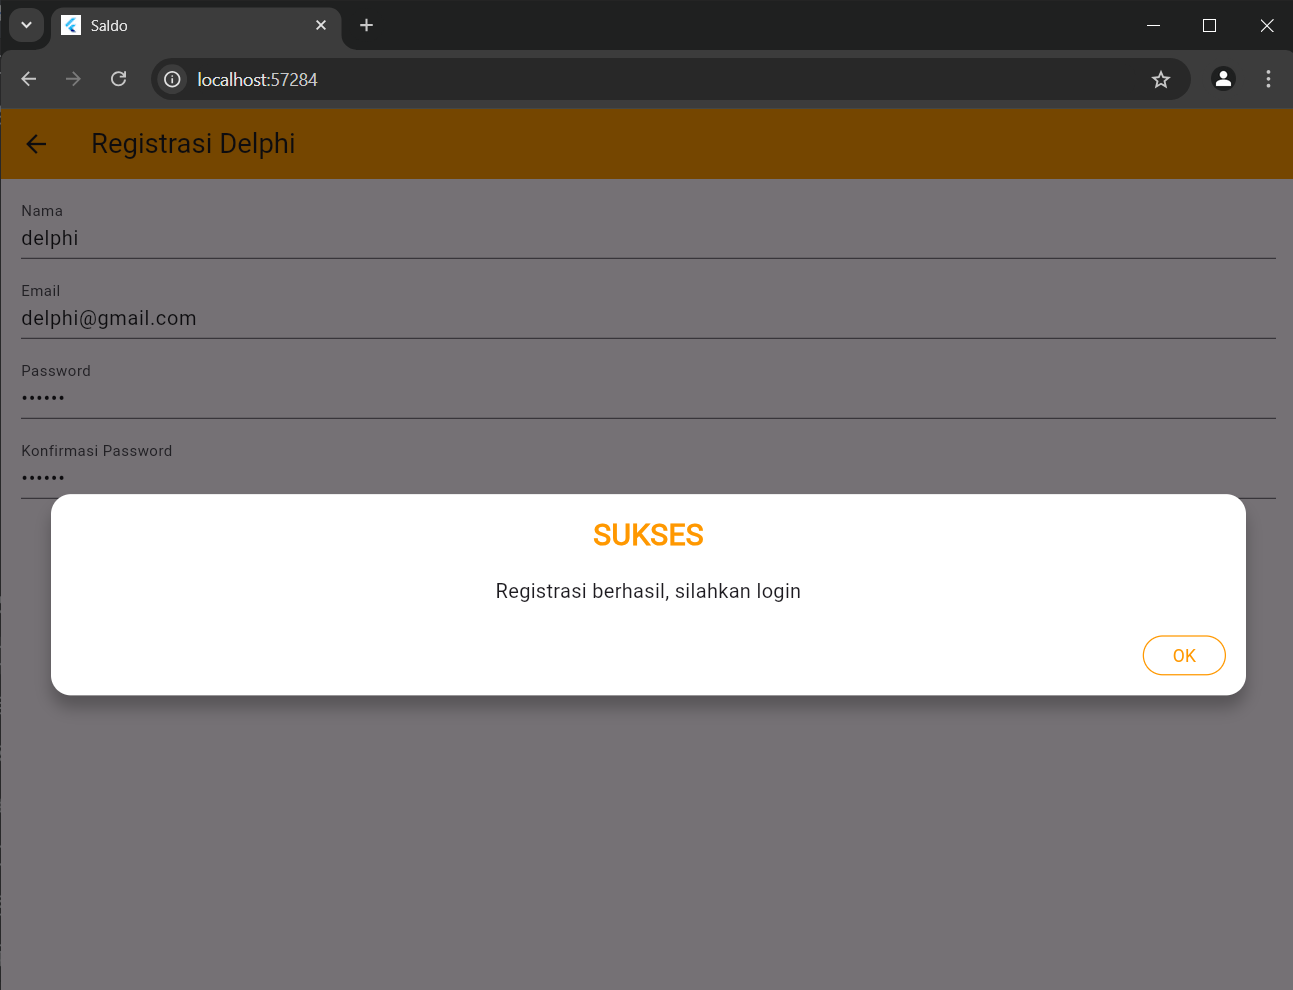 Saldo
localhost:57284
Registrasi Delphi
Nama
delphi
Email
delphi@gmail.com
Password
••••••
Konfirmasi Password
••••••
SUKSES
Registrasi berhasil, silahkan login
OK